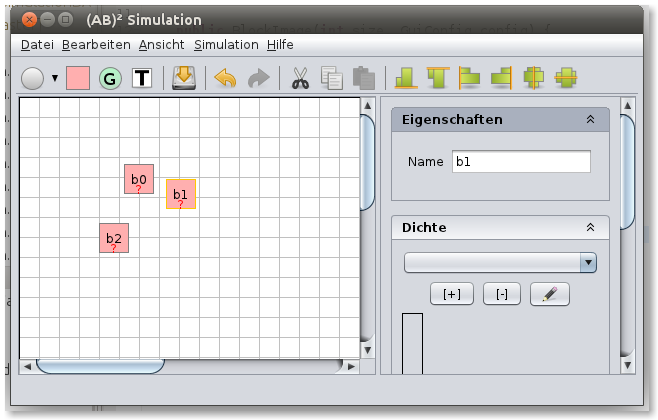 (AB)² Simulation
Datei Bearbeiten Ansicht Simulation Hilfe
G T
Eigenschaften
Name b1
b0
?
b1
?
b2
?
Dichte
[+] [-]